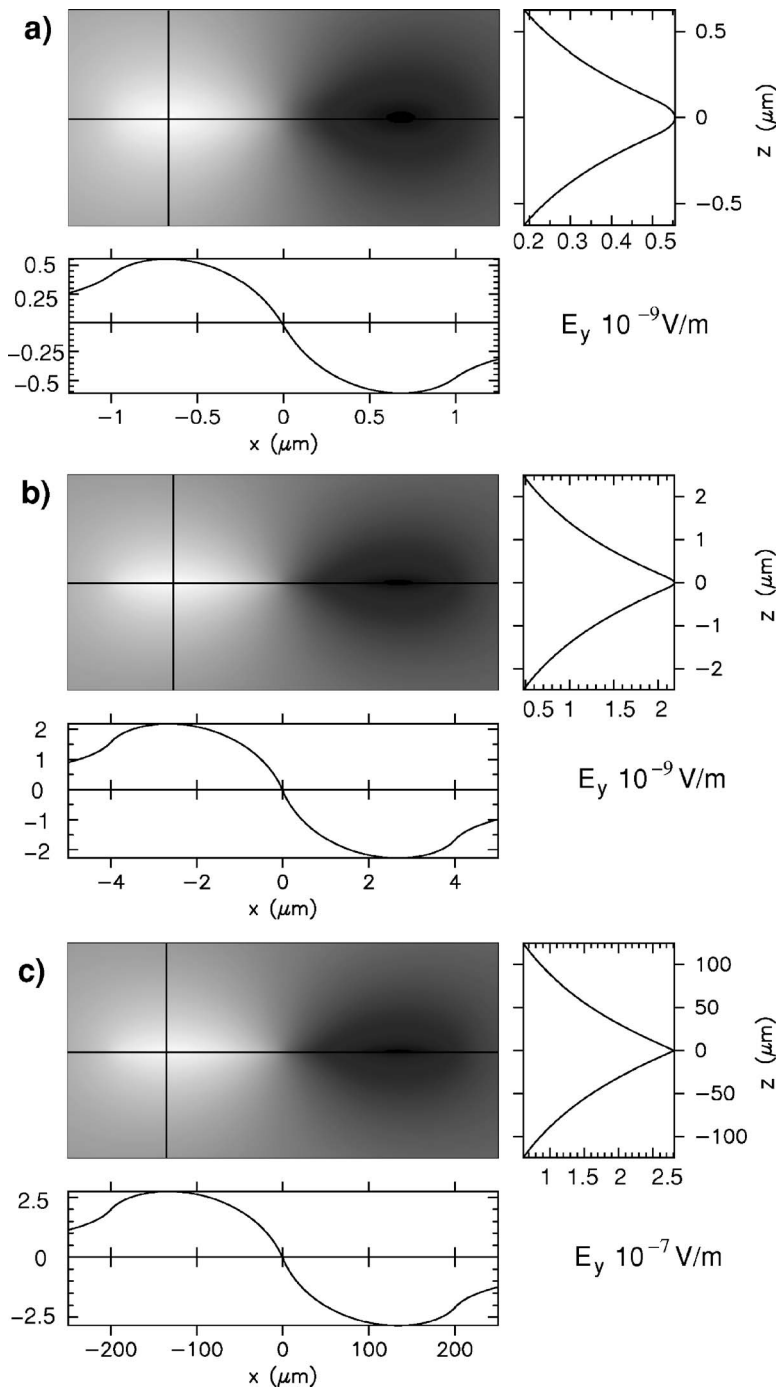 a)
0.5
0
−0.5
z (μm)
0.2 0.3 0.4 0.5
0.5
0.25
−0.25
−0.5
−1 −0.5 0 0.5 1
x (μm)
E_y 10^−9 V/m
b)
2
1
0
−1
−2
z (μm)
0.5 1 1.5 2
2
1
0
−1
−2
−4 −2 0 2 4
x (μm)
E_y 10^−9 V/m
c)
100
50
0
−50
−100
z (μm)
1 1.5 2 2.5
2.5
0
−2.5
−200 −100 0 100 200
x (μm)
E_y 10^−7 V/m